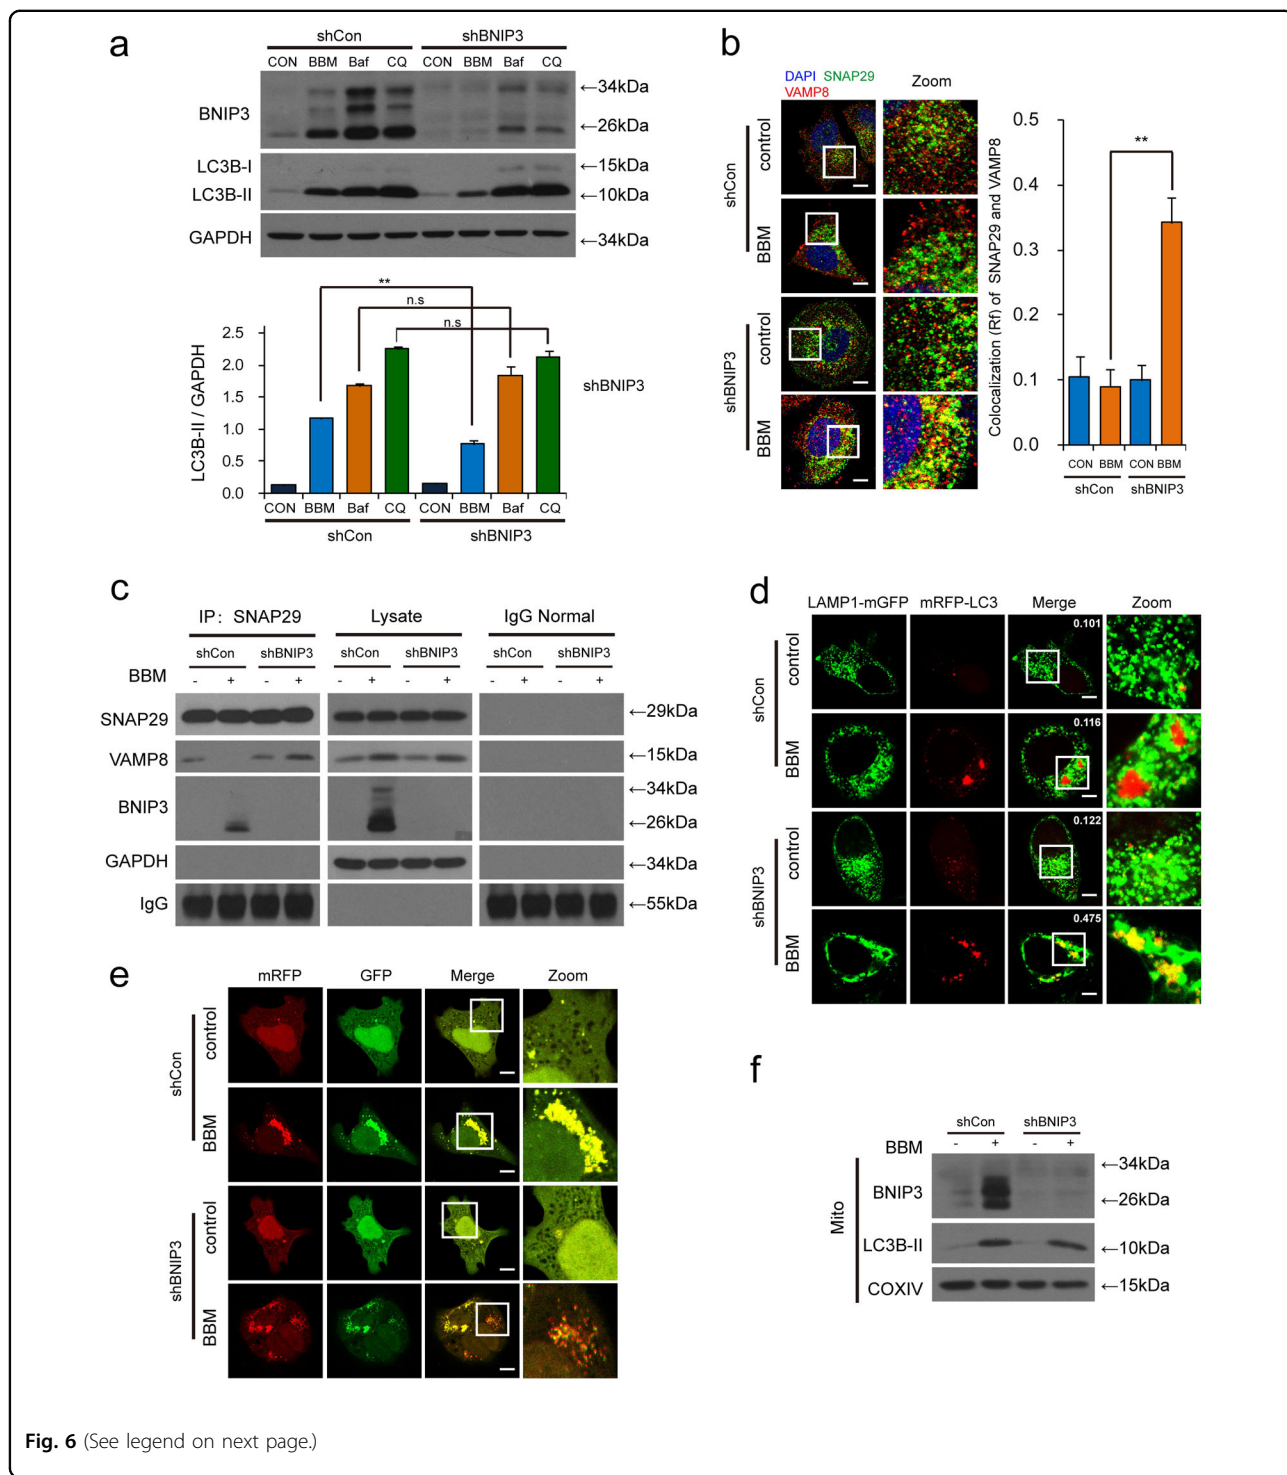 a
shCon shBNIP3
CON BBM Baf CQ CON BBM Baf CQ
BNIP3
←34kDa
←26kDa
LC3B-I
←15kDa
LC3B-II
←10kDa
GAPDH
←34kDa
**
n.s
n.s
LC3B-II / GAPDH
2.5
2.0
1.5
1.0
0.5
0.0
shBNIP3
CON BBM Baf CQ CON BBM Baf CQ
shCon shBNIP3
b
DAPI SNAP29
VAMP8
Zoom
shCon
control
BBM
shBNIP3
control
BBM
Colocalization (Rf) of SNAP29 and VAMP8
0.5
0.4
0.3
0.2
0.1
0.0
**
CON BBM CON BBM
shCon shBNIP3
c
IP: SNAP29 Lysate IgG Normal
shCon shBNIP3 shCon shBNIP3 shCon shBNIP3
BBM - + - + - + - + - + - +
SNAP29 ←29kDa
VAMP8 ←15kDa
BNIP3 ←34kDa
←26kDa
GAPDH ←34kDa
IgG ←55kDa
d
LAMP1-mGFP mRFP-LC3 Merge Zoom
shCon
control
0.101
BBM
0.116
shBNIP3
control
0.122
BBM
0.475
e
mRFP GFP Merge Zoom
shCon
control
BBM
shBNIP3
control
BBM
f
shCon shBNIP3
BBM - + - +
Mito
BNIP3
←34kDa
←26kDa
LC3B-II ←10kDa
COXIV ←15kDa
Fig. 6 (See legend on next page.)